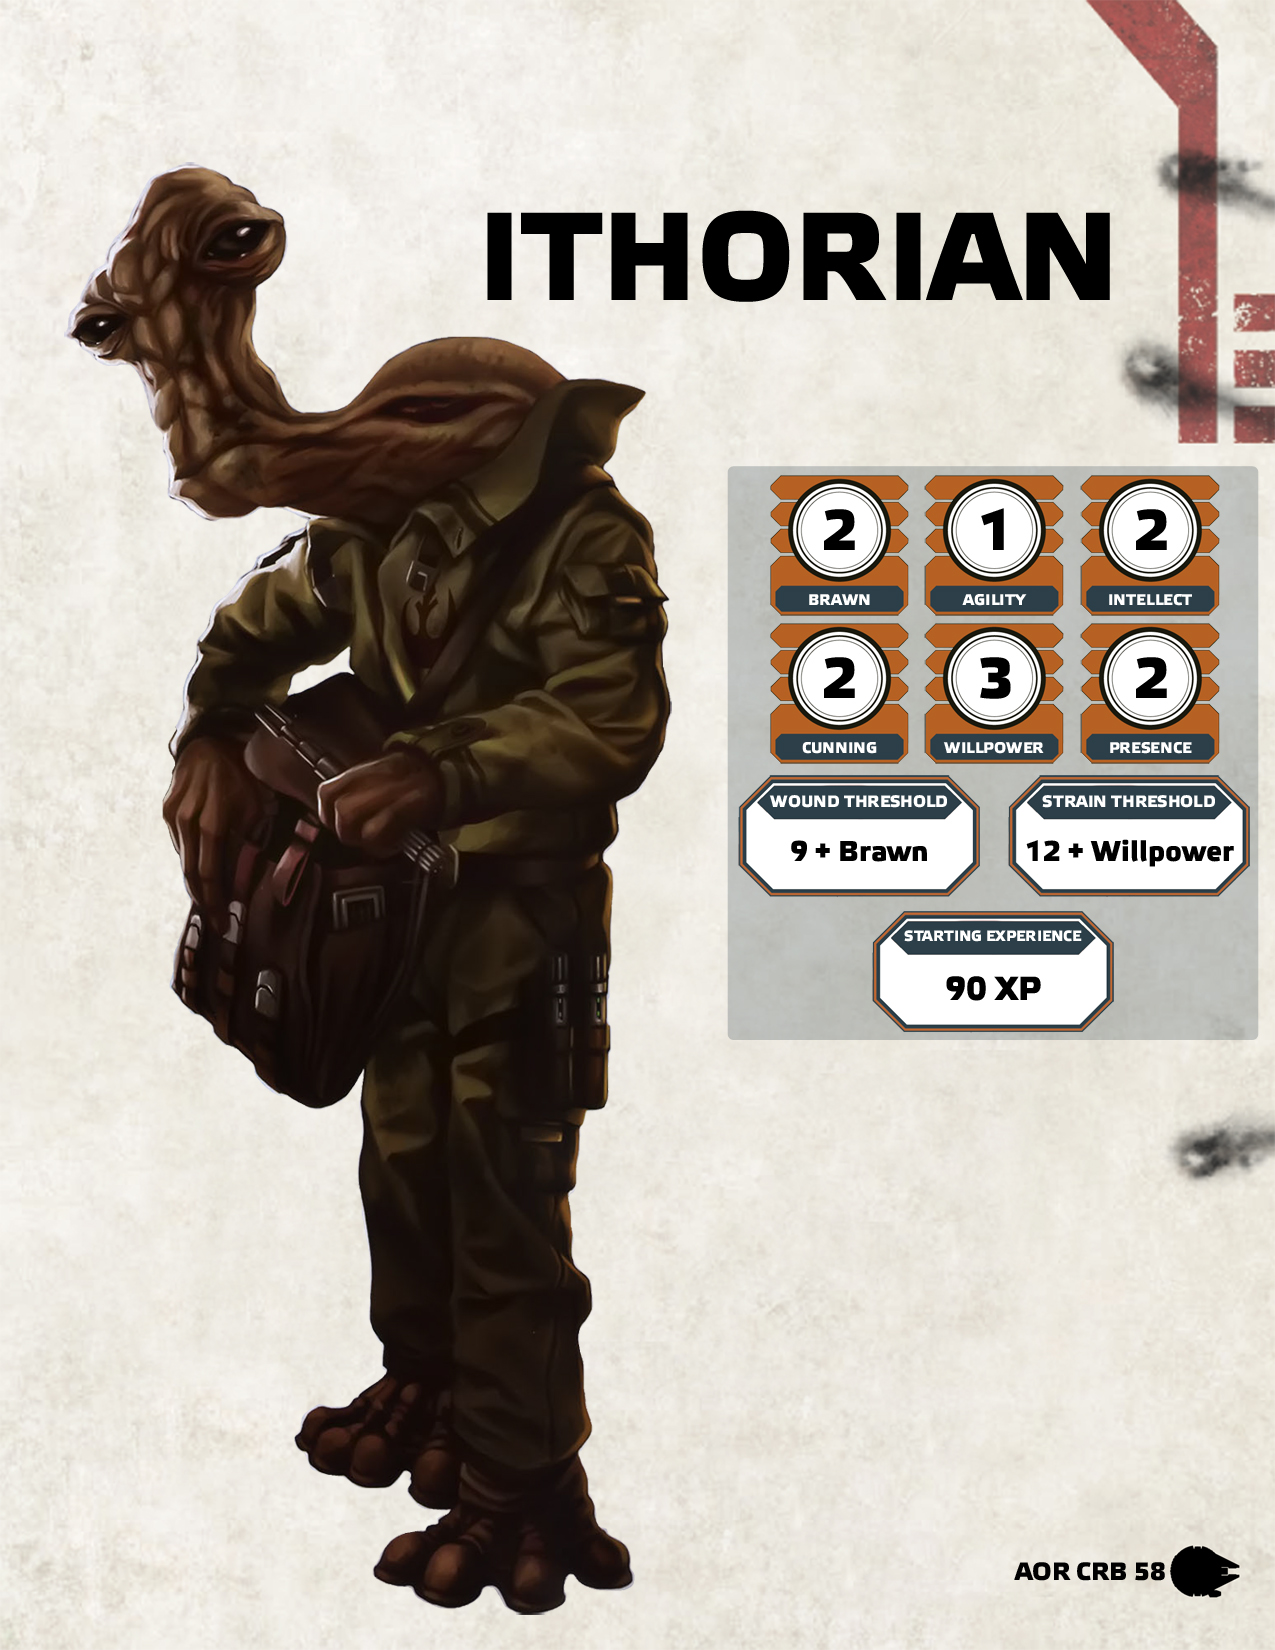 ITHORIAN
2 1 2
BRAWN AGILITY INTELLECT
2 3 2
CUNNING WILLPOWER PRESENCE
WOUND THRESHOLD STRAIN THRESHOLD
9 + Brawn 12 + Willpower
STARTING EXPERIENCE
90 XP
AOR CRB 58